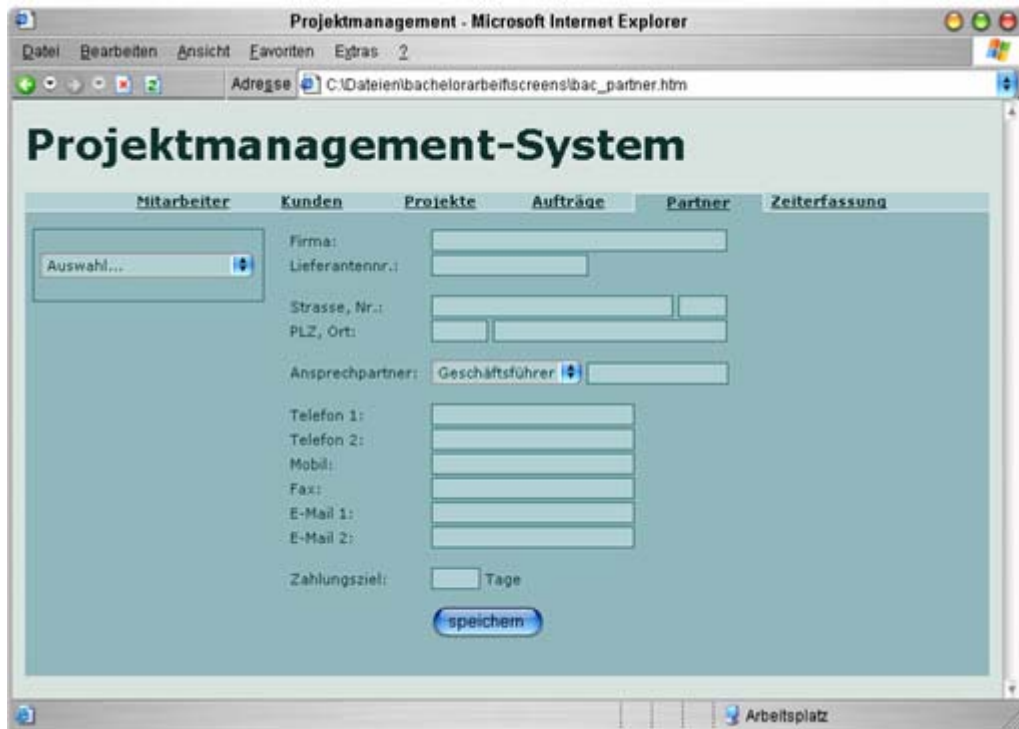 Projektmanagement - Microsoft Internet Explorer
Datei Bearbeiten Ansicht Favoriten Extras ?
Adresse C:\Dateien\bachelorarbeit\screens\bac_partner.htm
Projektmanagement-System
Mitarbeiter Kunden Projekte Aufträge Partner Zeiterfassung
Auswahl...
Firma:
Lieferantennr.:
Strasse, Nr.:
PLZ, Ort:
Ansprechpartner: Geschäftsführer
Telefon 1:
Telefon 2:
Mobil:
Fax:
E-Mail 1:
E-Mail 2:
Zahlungsziel: Tage
speichern
Arbeitsplatz